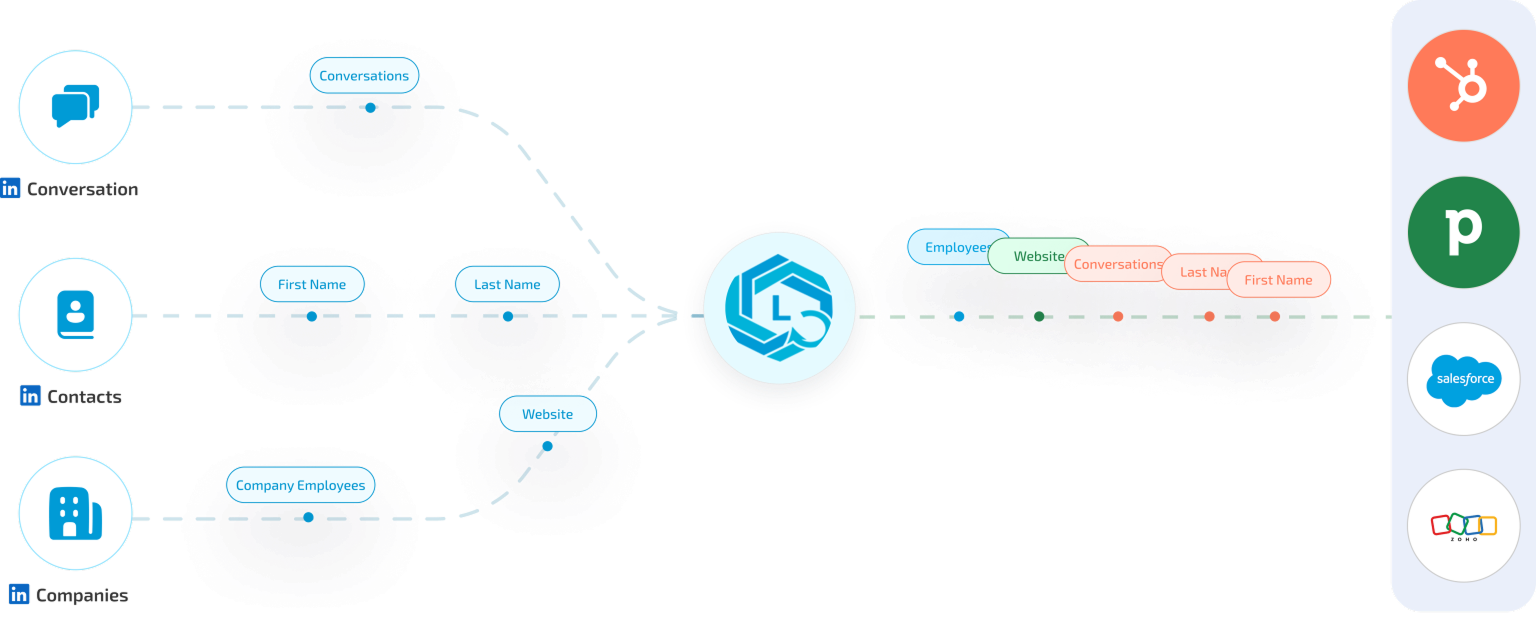 Conversations
in Conversation
First Name
Last Name
in Contacts
Website
Company Employees
in Companies
L
Employees
Website
Conversations
Last Na
First Name
p
salesforce
ZOHO